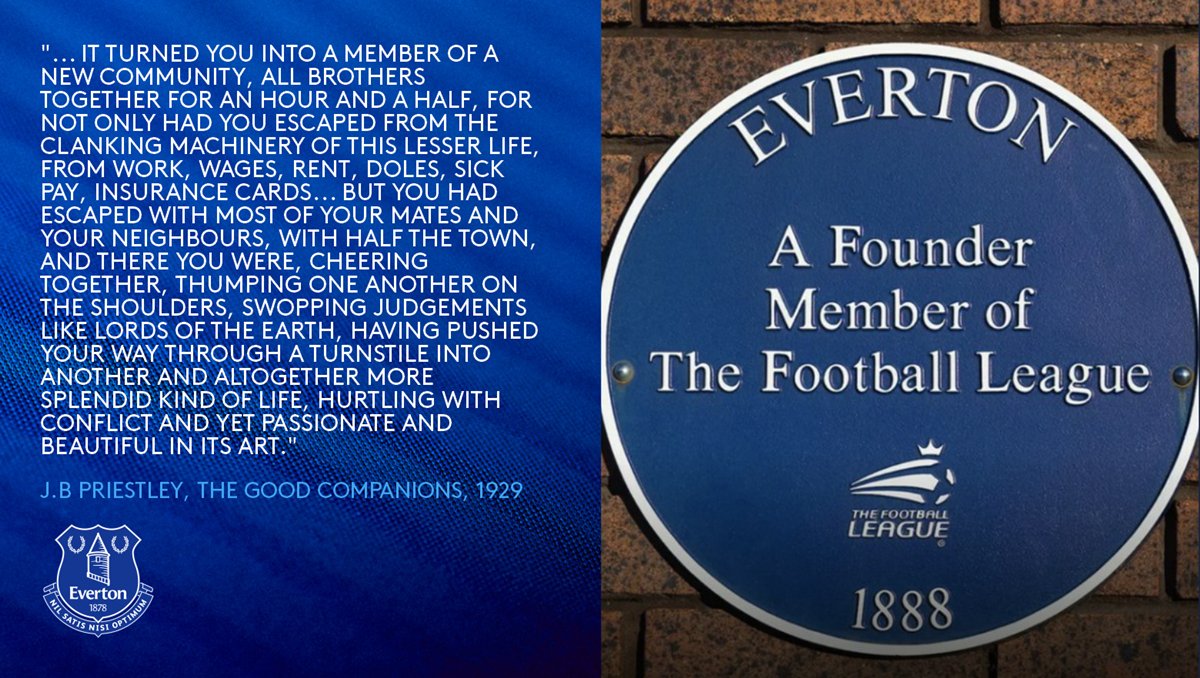 "... IT TURNED YOU INTO A MEMBER OF A
NEW COMMUNITY, ALL BROTHERS
TOGETHER FOR AN HOUR AND A HALF, FOR
NOT ONLY HAD YOU ESCAPED FROM THE
CLANKING MACHINERY OF THIS LESSER LIFE,
FROM WORK, WAGES, RENT, DOLES, SICK
PAY, INSURANCE CARDS... BUT YOU HAD
ESCAPED WITH MOST OF YOUR MATES AND
YOUR NEIGHBOURS, WITH HALF THE TOWN,
AND THERE YOU WERE, CHEERING
TOGETHER, THUMPING ONE ANOTHER ON
THE SHOULDERS, SWOPPING JUDGEMENTS
LIKE LORDS OF THE EARTH, HAVING PUSHED
YOUR WAY THROUGH A TURNSTILE INTO
ANOTHER AND ALTOGETHER MORE
SPLENDID KIND OF LIFE, HURTLING WITH
CONFLICT AND YET PASSIONATE AND
BEAUTIFUL IN ITS ART."
J.B PRIESTLEY, THE GOOD COMPANIONS, 1929
Everton
1878
NIL SATIS NISI OPTIMUM
EVERTON
A Founder
Member of
The Football League
THE FOOTBALL
LEAGUE
®
1888